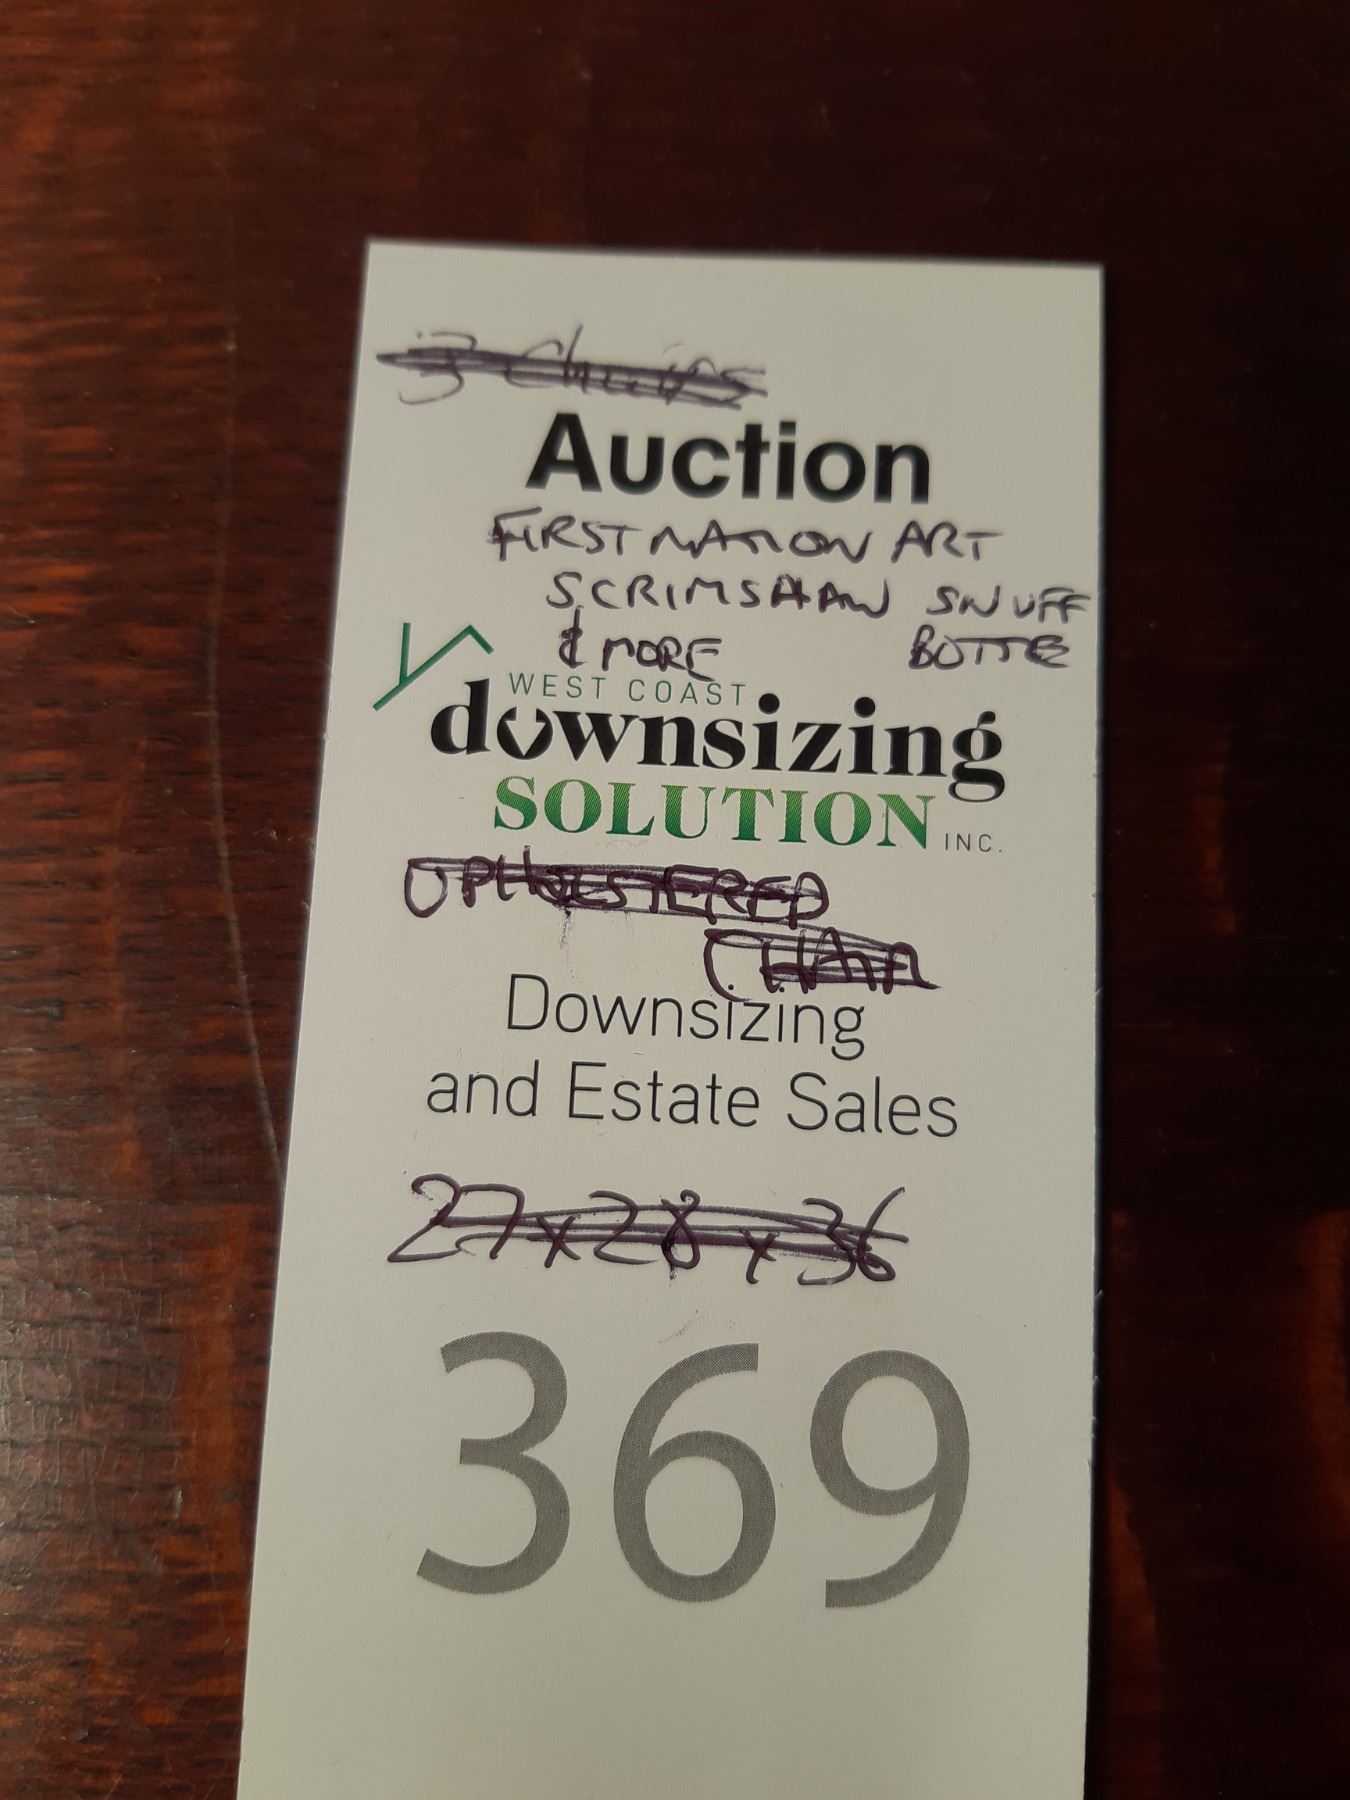 3 chairs
Auction
FIRST NATION ART
SCRIMSHAW SNUFF
& MORE BOTTE
WEST COAST
downsizing
SOLUTION INC.
UPHOLSTERED
CHAIR
Downsizing
and Estate Sales
27x28x36
369